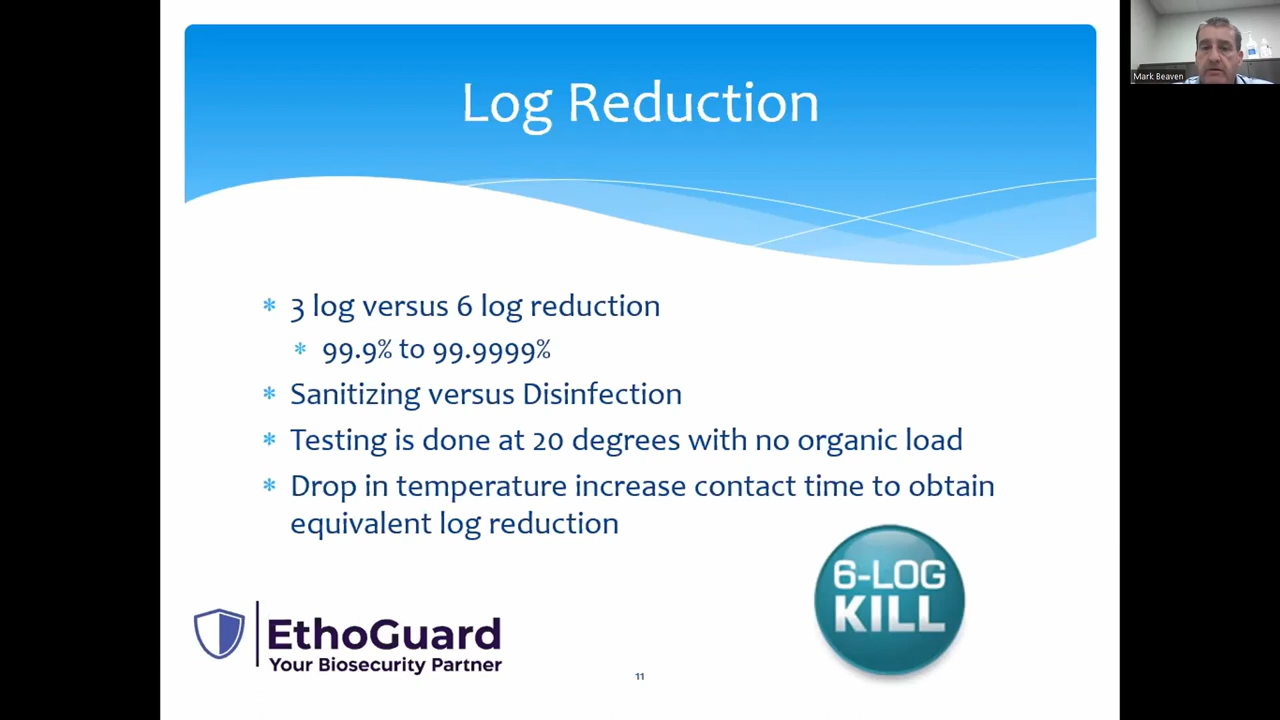 Log Reduction
Mark Beaven
* 3 log versus 6 log reduction
* 99.9% to 99.9999%
* Sanitizing versus Disinfection
* Testing is done at 20 degrees with no organic load
* Drop in temperature increase contact time to obtain
equivalent log reduction
6-LOG
KILL
EthoGuard
Your Biosecurity Partner
11